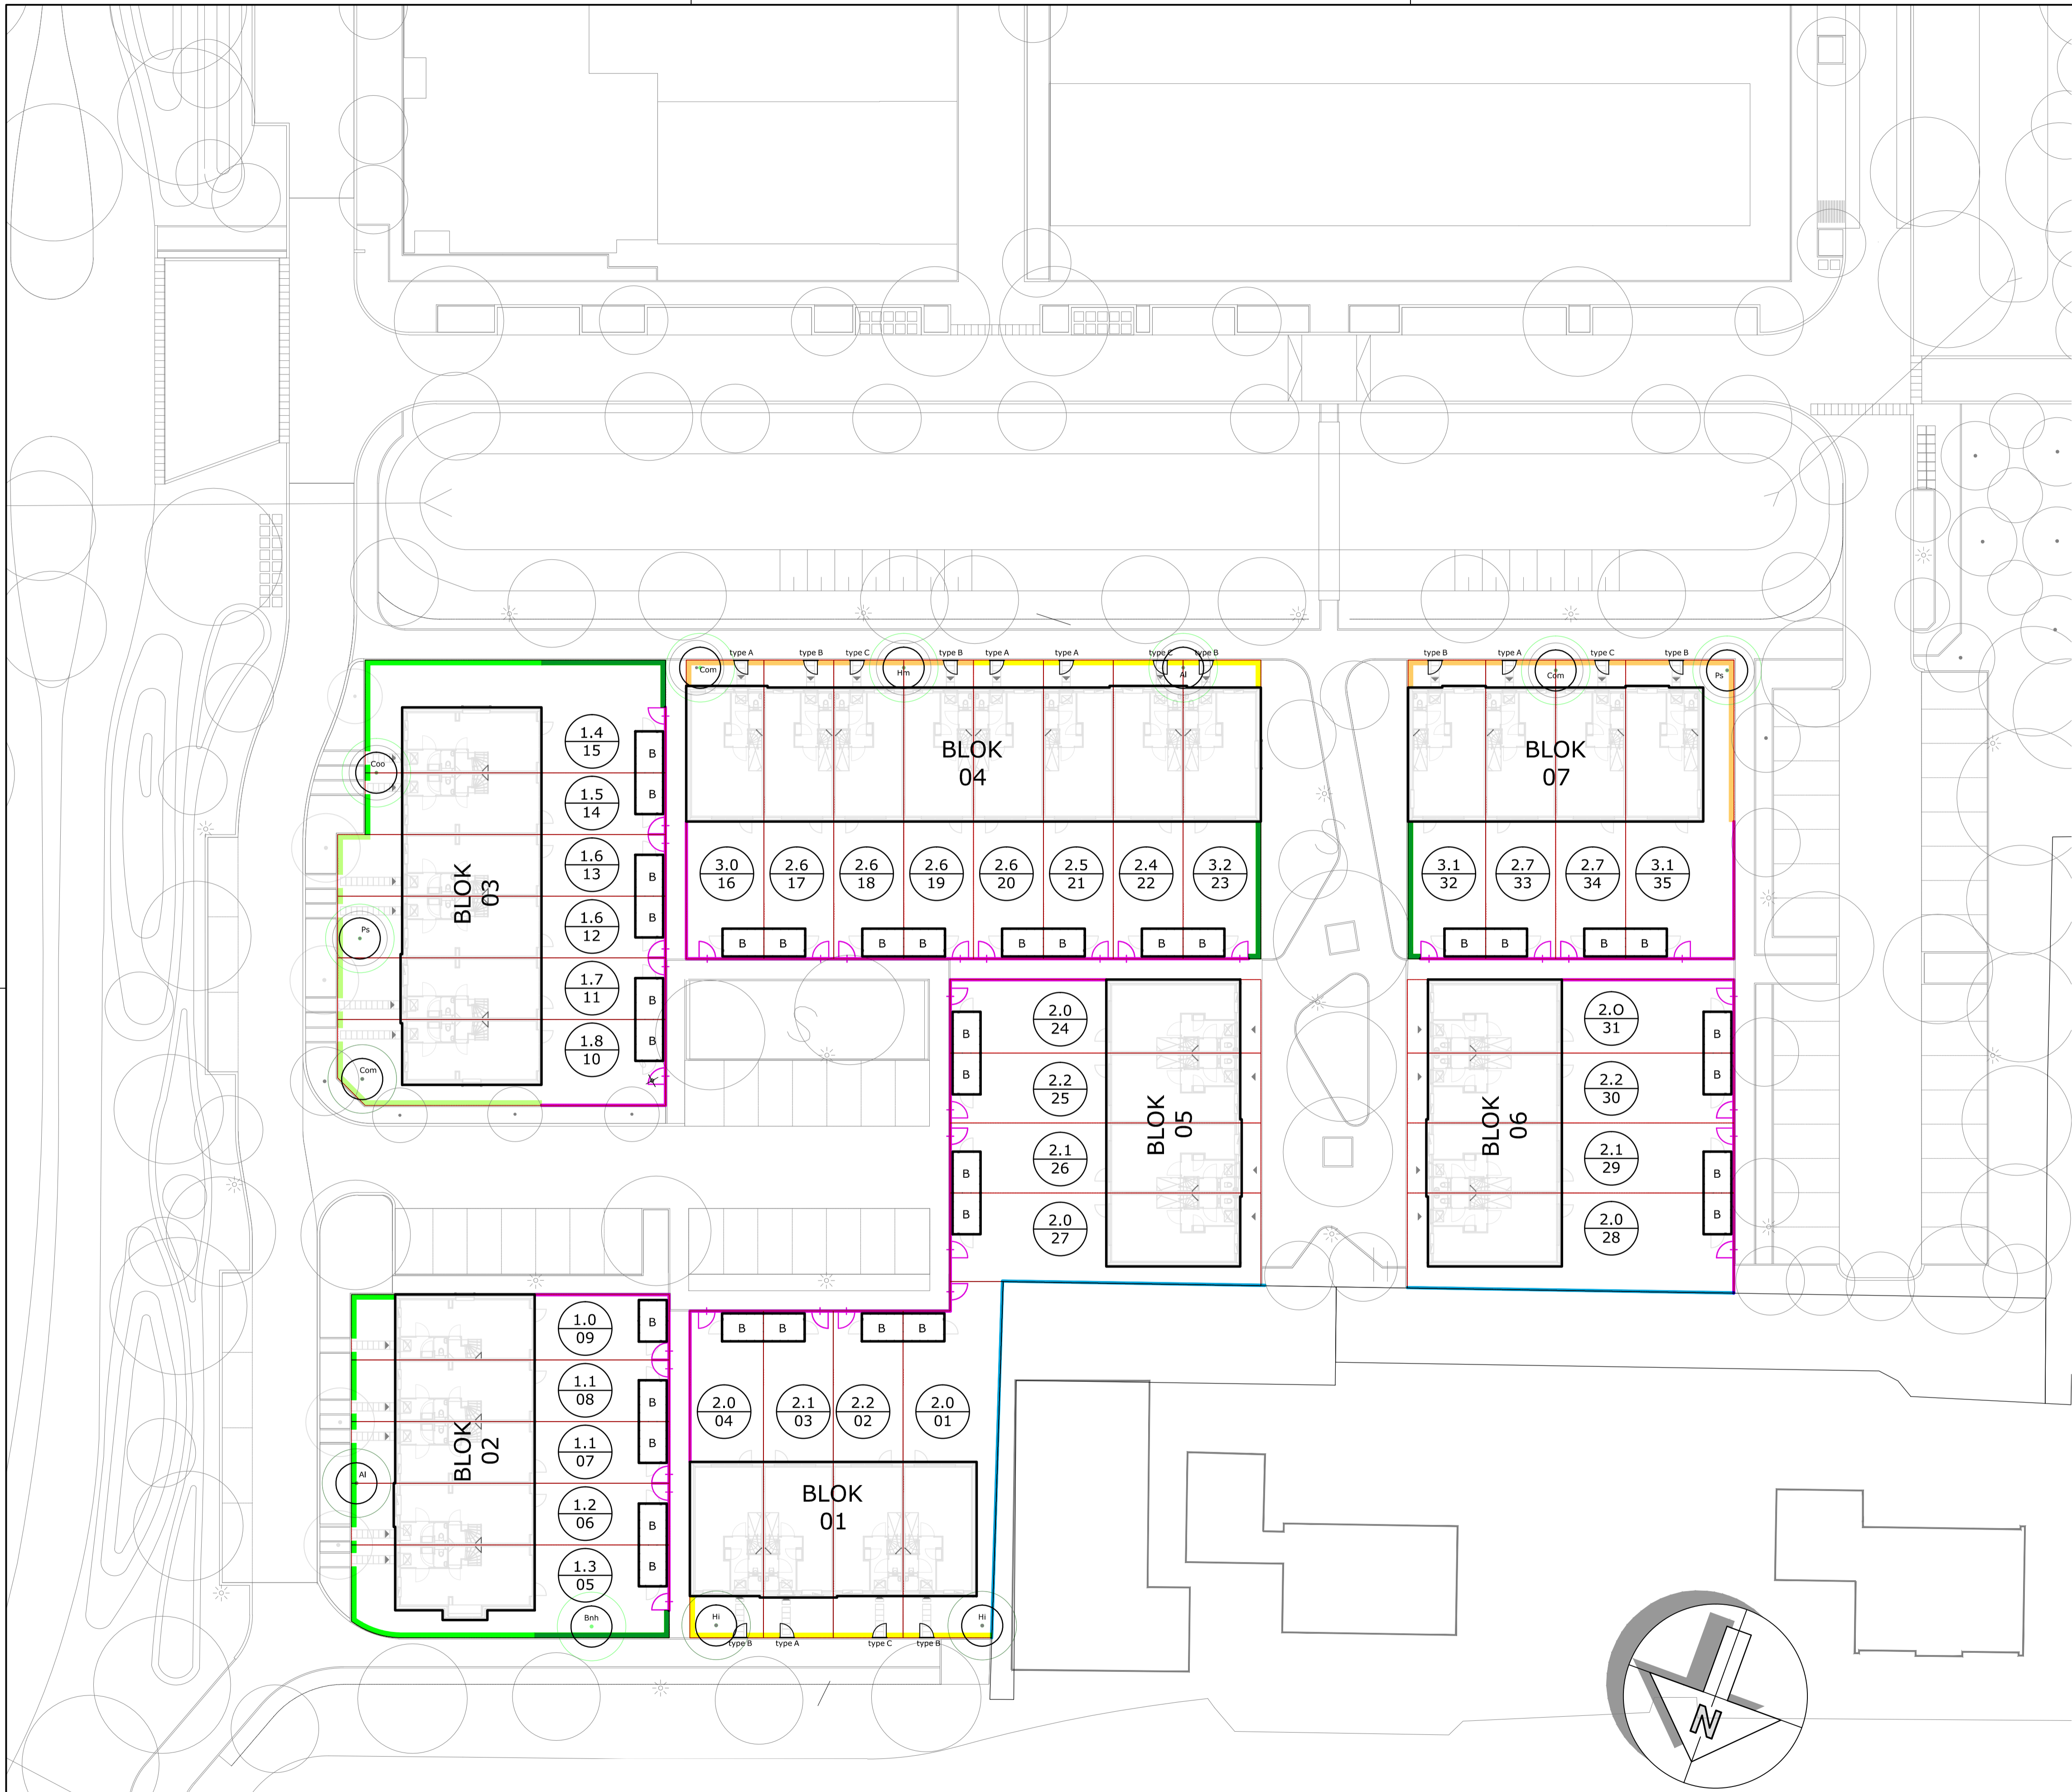 type A
type B
type C
type B
type A
type A
type C
type B
type B
type A
type C
type B
Com
Hm
Al
Com
Ps
BLOK
04
BLOK
07
3.0
16
2.6
17
2.6
18
2.6
19
2.6
20
2.5
21
2.4
22
3.2
23
3.1
32
2.7
33
2.7
34
3.1
35
B
B
B
B
B
B
B
B
B
B
B
B
Coo
Ps
Com
BLOK
03
1.4
15
1.5
14
1.6
13
1.6
12
1.7
11
1.8
10
B
B
B
B
B
B
B
B
B
B
2.0
24
2.2
25
2.1
26
2.0
27
BLOK
05
BLOK
06
2.O
31
2.2
30
2.1
29
2.0
28
B
B
B
B
Al
BLOK
02
1.0
09
1.1
08
1.1
07
1.2
06
1.3
05
B
B
B
B
B
Bnh
B
B
B
B
2.0
04
2.1
03
2.2
02
2.0
01
BLOK
01
Hi
Hi
type B
type A
type C
type B
N